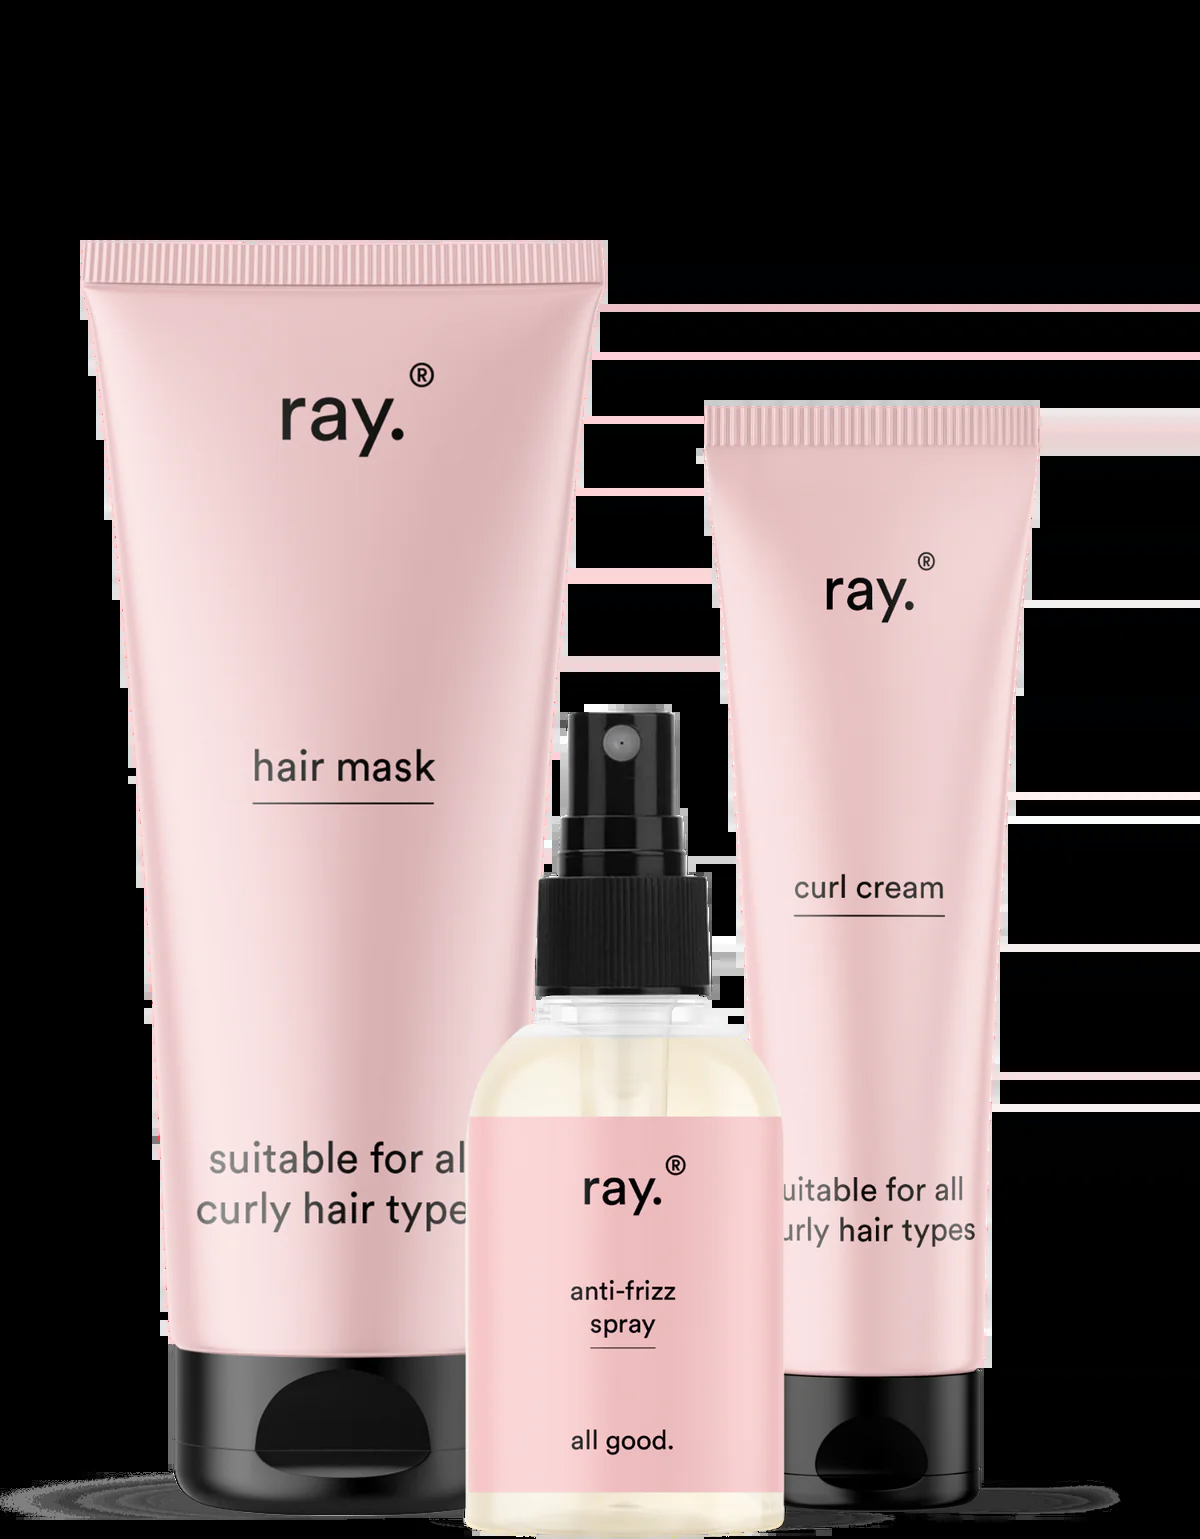 ray.®
hair mask
suitable for al
curly hair type
ray.®
anti-frizz
spray
all good.
ray.®
curl cream
uitable for all
urly hair types